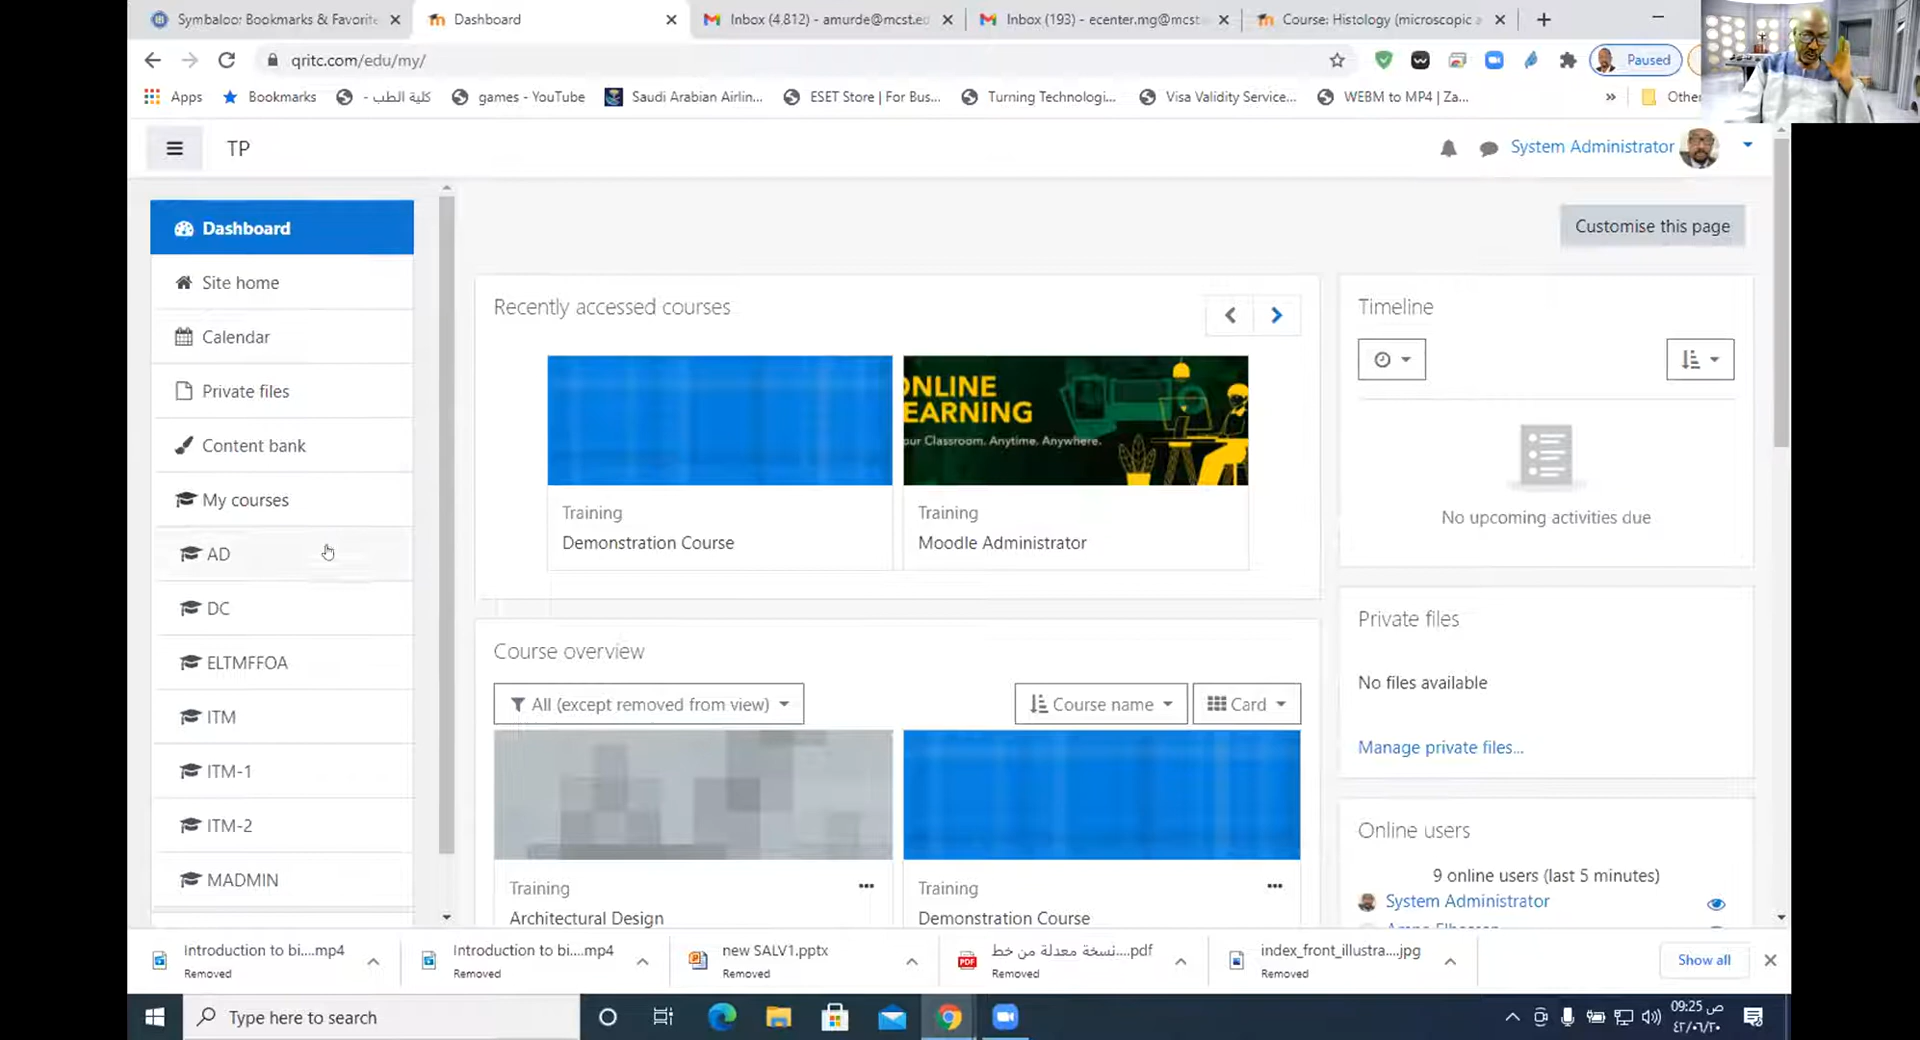 Symbaloo: Bookmarks & Favorite
Dashboard
Inbox (4.812) - amurde@mcst.ed
Inbox (193) - ecenter.mg@mcst
Course: Histology (microscopic a
qritc.com/edu/my/
Paused
Apps
Bookmarks
كلية الطب -
games - YouTube
Saudi Arabian Airlin...
ESET Store | For Bus...
Turning Technologi...
Visa Validity Service...
WEBM to MP4 | Za...
»
Other
TP
System Administrator
Dashboard
Site home
Calendar
Private files
Content bank
My courses
AD
DC
ELTMFFOA
ITM
ITM-1
ITM-2
MADMIN
Customise this page
Recently accessed courses
ONLINE
EARNING
our Classroom. Anytime. Anywhere.
Training
Demonstration Course
Training
Moodle Administrator
Course overview
All (except removed from view)
Course name
Card
Training
Architectural Design
Training
Demonstration Course
Timeline
No upcoming activities due
Private files
No files available
Manage private files...
Online users
9 online users (last 5 minutes)
System Administrator
Introduction to bi....mp4
Removed
Introduction to bi....mp4
Removed
new SALV1.pptx
Removed
نسخة معدلة من خط....pdf
Removed
index_front_illustra....jpg
Removed
Show all
Type here to search
09:25 ص
٤٢/٠٦/٢٠